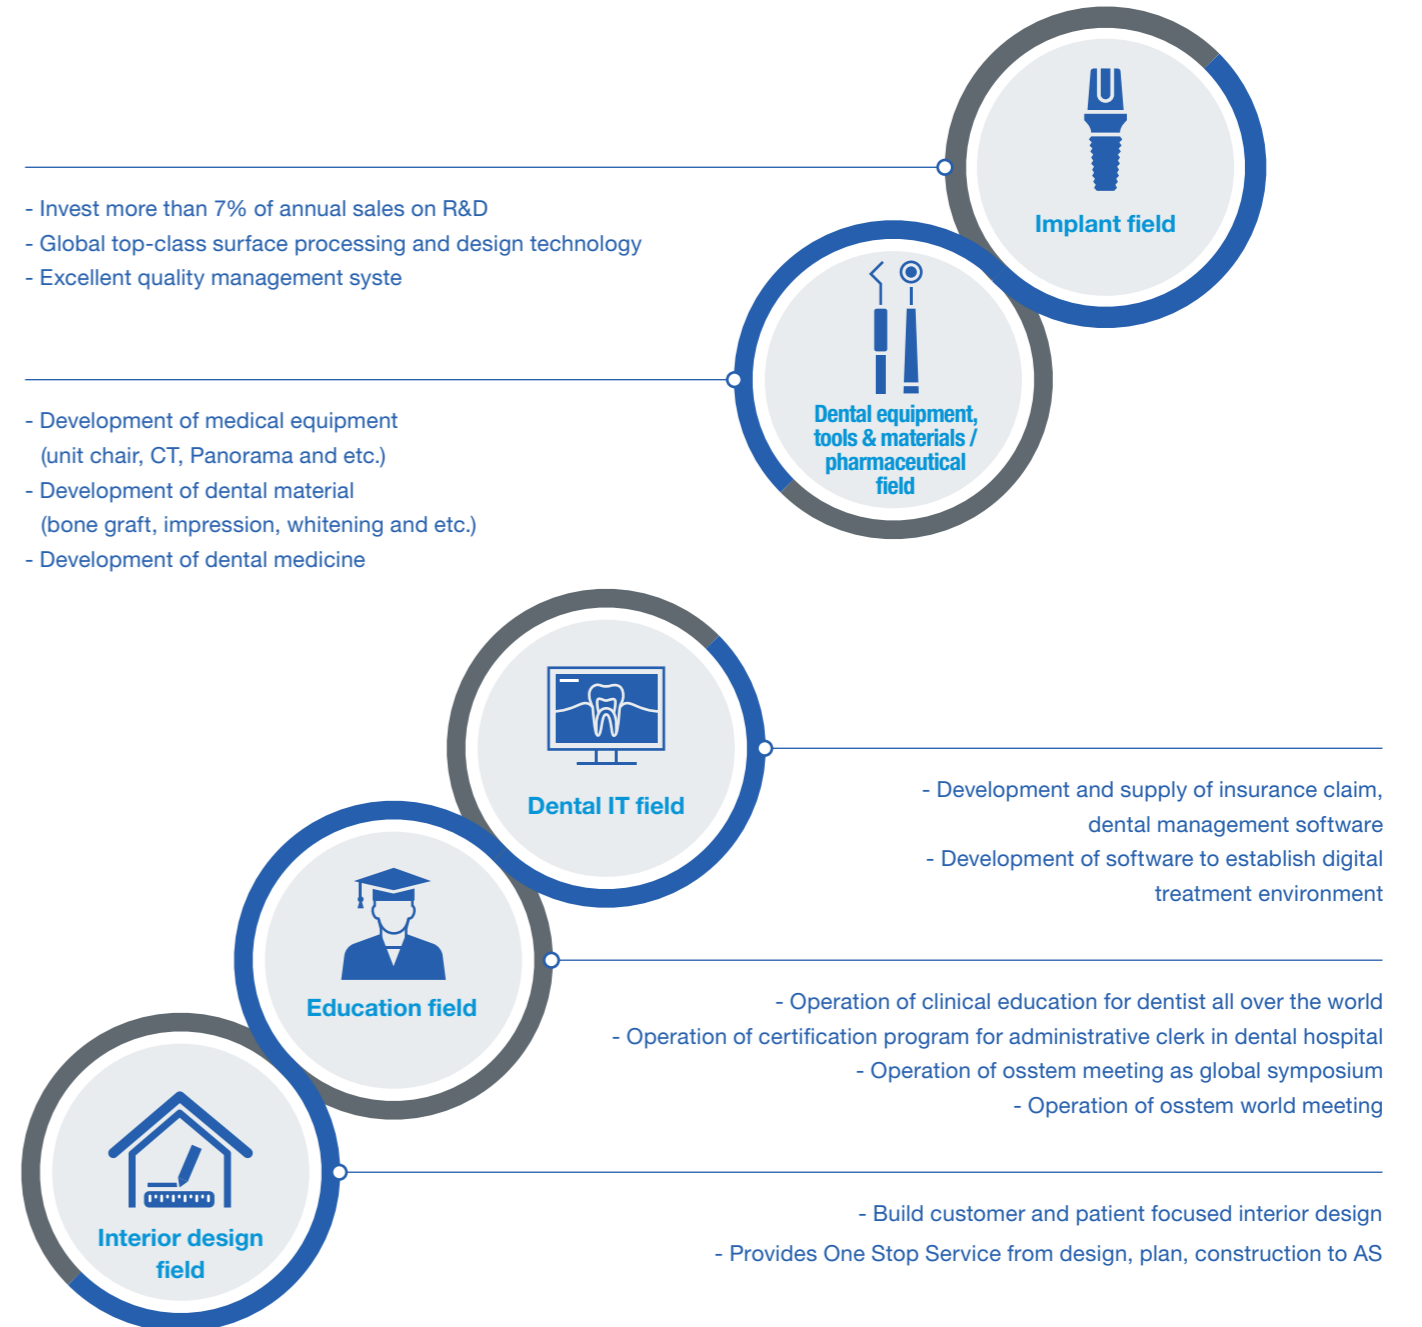 Implant field
- Invest more than 7% of annual sales on R&D
- Global top-class surface processing and design technology
- Excellent quality management syste
Dental equipment,
tools & materials /
pharmaceutical
field
- Development of medical equipment
(unit chair, CT, Panorama and etc.)
- Development of dental material
(bone graft, impression, whitening and etc.)
- Development of dental medicine
Dental IT field
- Development and supply of insurance claim,
dental management software
- Development of software to establish digital
treatment environment
Education field
- Operation of clinical education for dentist all over the world
- Operation of certification program for administrative clerk in dental hospital
- Operation of osstem meeting as global symposium
- Operation of osstem world meeting
Interior design
field
- Build customer and patient focused interior design
- Provides One Stop Service from design, plan, construction to AS